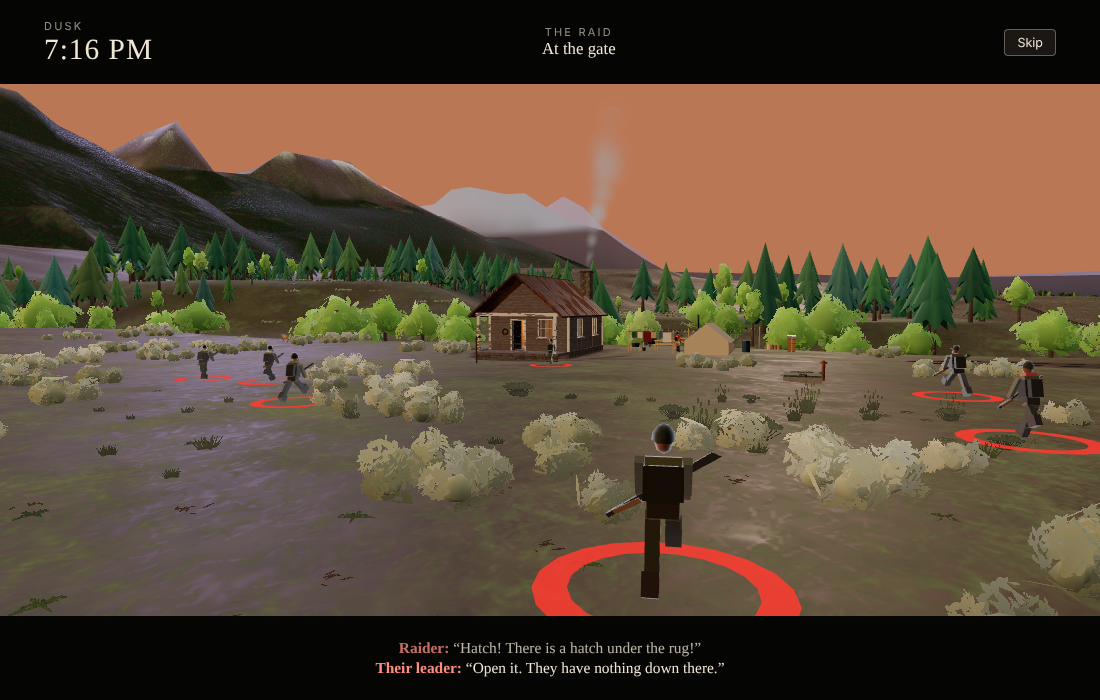 DUSK
7:16 PM
THE RAID
At the gate
Skip
Raider: “Hatch! There is a hatch under the rug!”
Their leader: “Open it. They have nothing down there.”